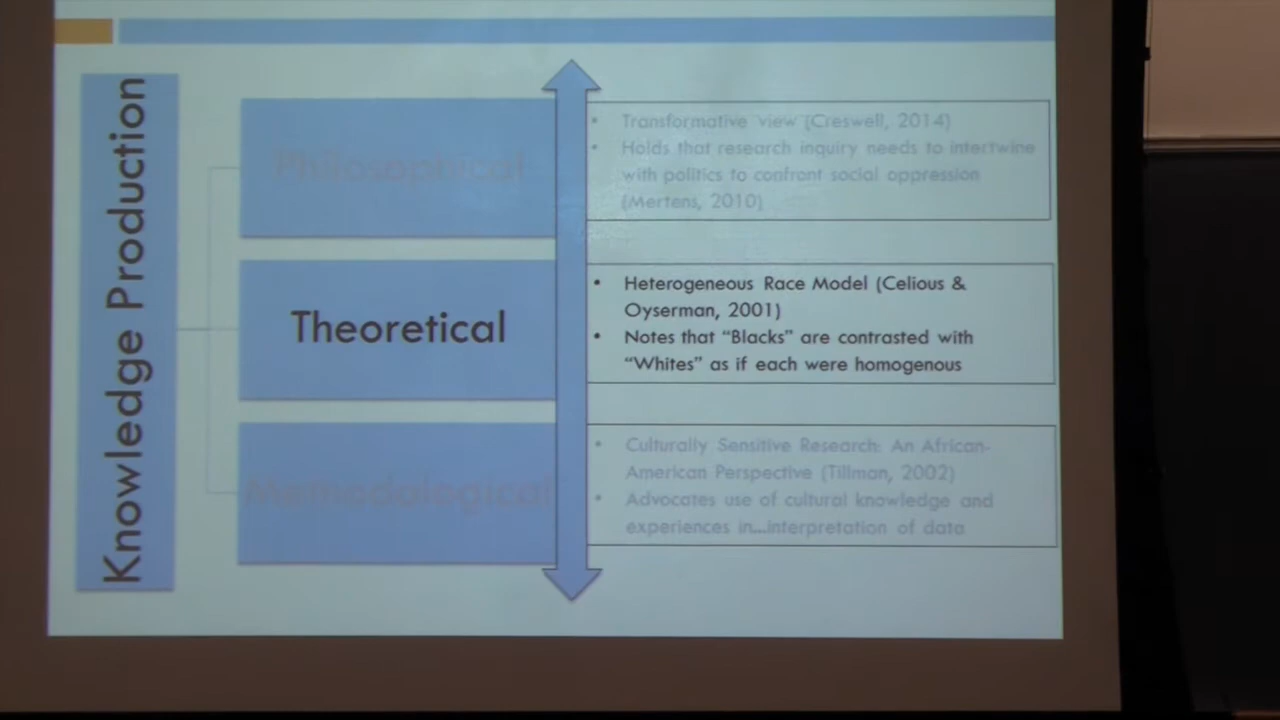 Knowledge Production
Philosophical
• Transformative view (Creswell, 2014)
• Holds that research inquiry needs to intertwine
with politics to confront social oppression
(Mertens, 2010)
Theoretical
• Heterogeneous Race Model (Celious &
Oyserman, 2001)
• Notes that “Blacks” are contrasted with
“Whites” as if each were homogenous
Methodological
• Culturally Sensitive Research: An African-
American Perspective (Tillman, 2002)
• Advocates use of cultural knowledge and
experiences in...interpretation of data